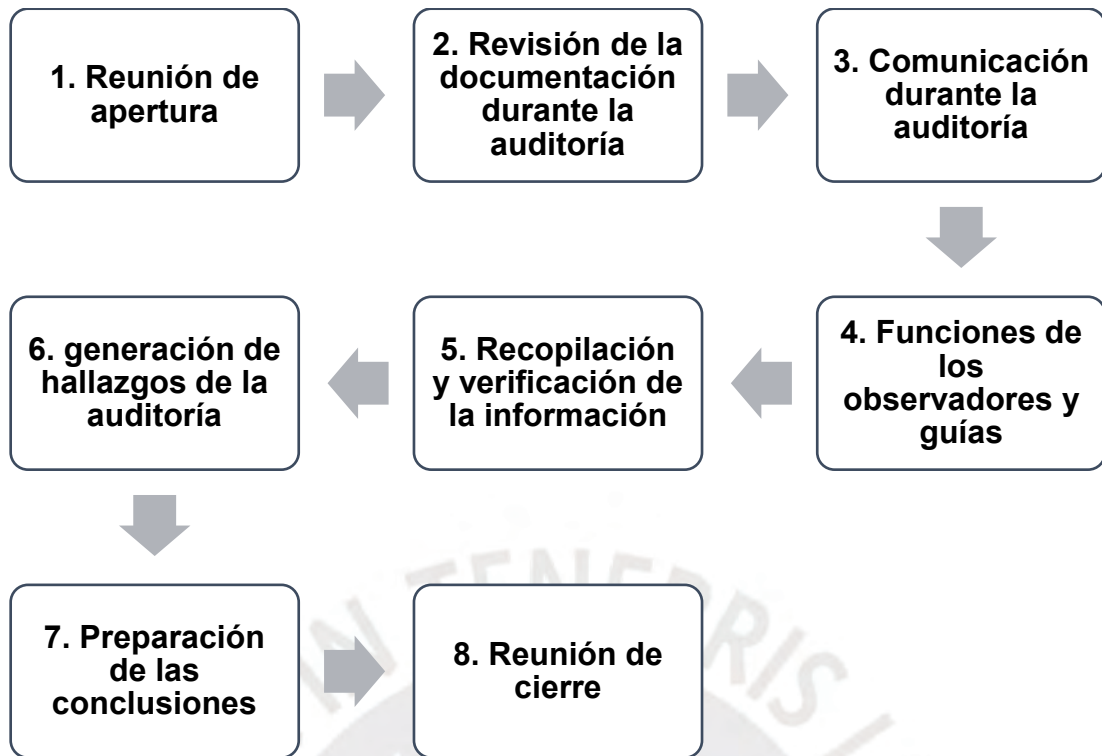 1. Reunión de
apertura
2. Revisión de la
documentación
durante la
auditoría
3. Comunicación
durante la
auditoría
4. Funciones de
los
observadores y
guías
5. Recopilación
y verificación de
la información
6. generación de
hallazgos de la
auditoría
7. Preparación
de las
conclusiones
8. Reunión de
cierre
IN TENEBRIS